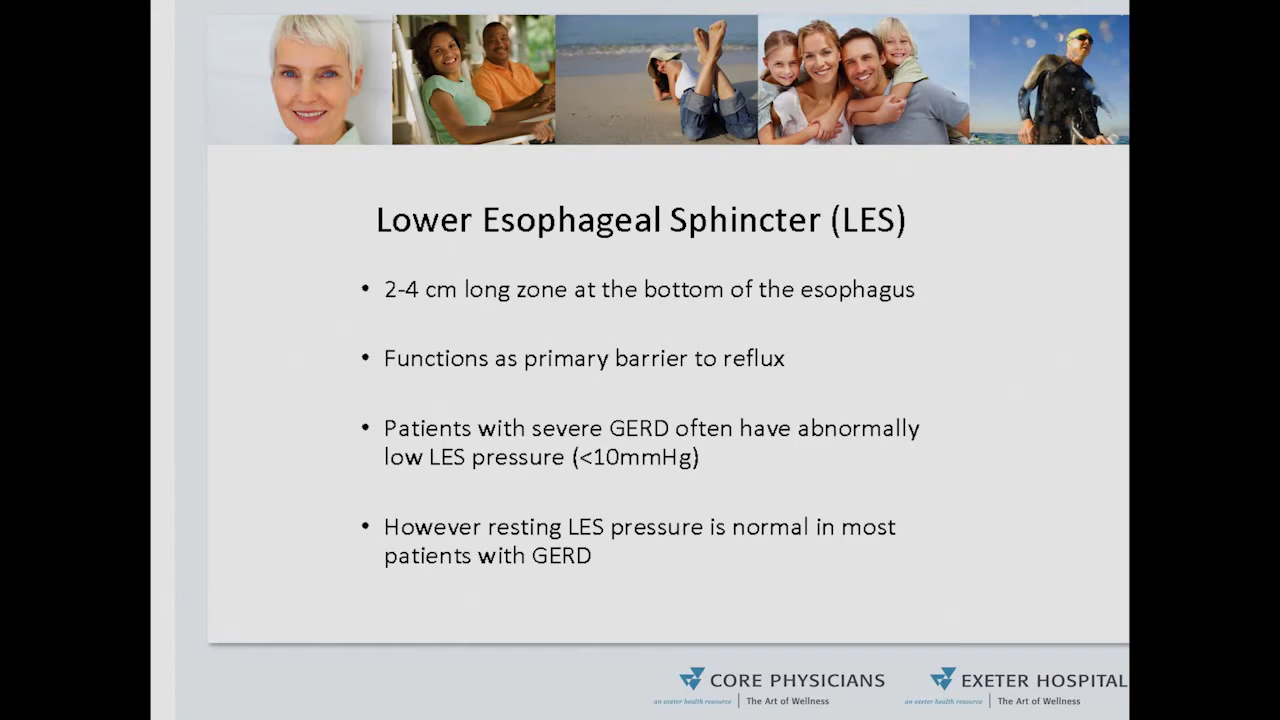 Lower Esophageal Sphincter (LES)
• 2-4 cm long zone at the bottom of the esophagus
• Functions as primary barrier to reflux
• Patients with severe GERD often have abnormally
low LES pressure (<10mmHg)
• However resting LES pressure is normal in most
patients with GERD
CORE PHYSICIANS
an exeter health resource | The Art of Wellness
EXETER HOSPITAL
an exeter health resource | The Art of Wellness